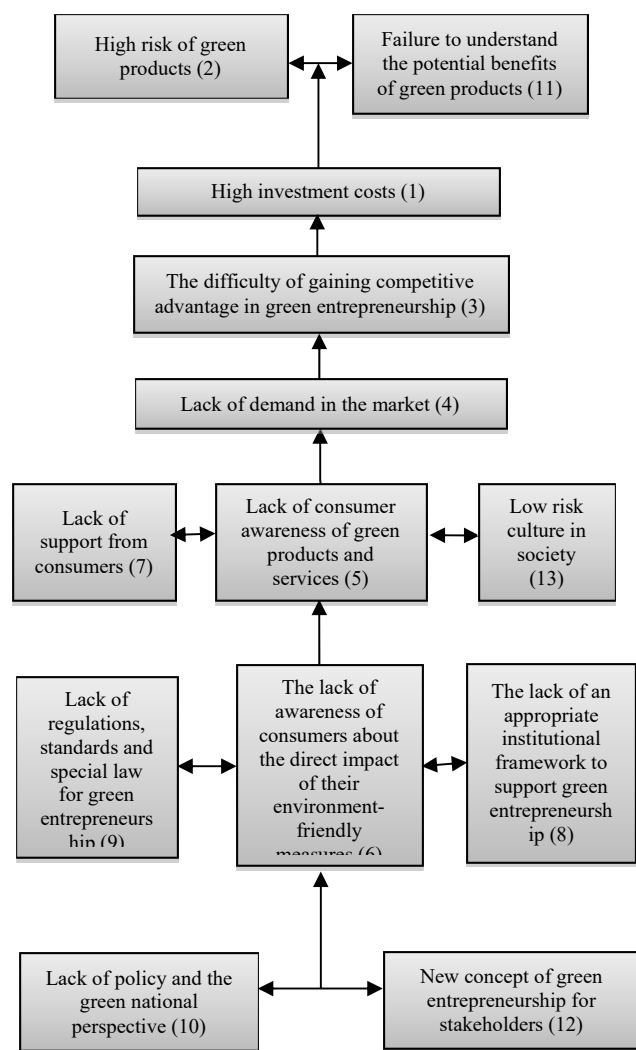 High risk of green
products (2)
Failure to understand
the potential benefits
of green products (11)
High investment costs (1)
The difficulty of gaining competitive
advantage in green entrepreneurship (3)
Lack of demand in the market (4)
Lack of
support from
consumers (7)
Lack of consumer
awareness of green
products and
services (5)
Low risk
culture in
society
(13)
Lack of
regulations,
standards and
special law
for green
entrepreneurs
hip (9)
The lack of
awareness of
consumers about
the direct impact
of their
environment-
friendly
measures (6)
The lack of an
appropriate
institutional
framework to
support green
entrepreneursh
ip (8)
Lack of policy and the
green national
perspective (10)
New concept of green
entrepreneurship for
stakeholders (12)